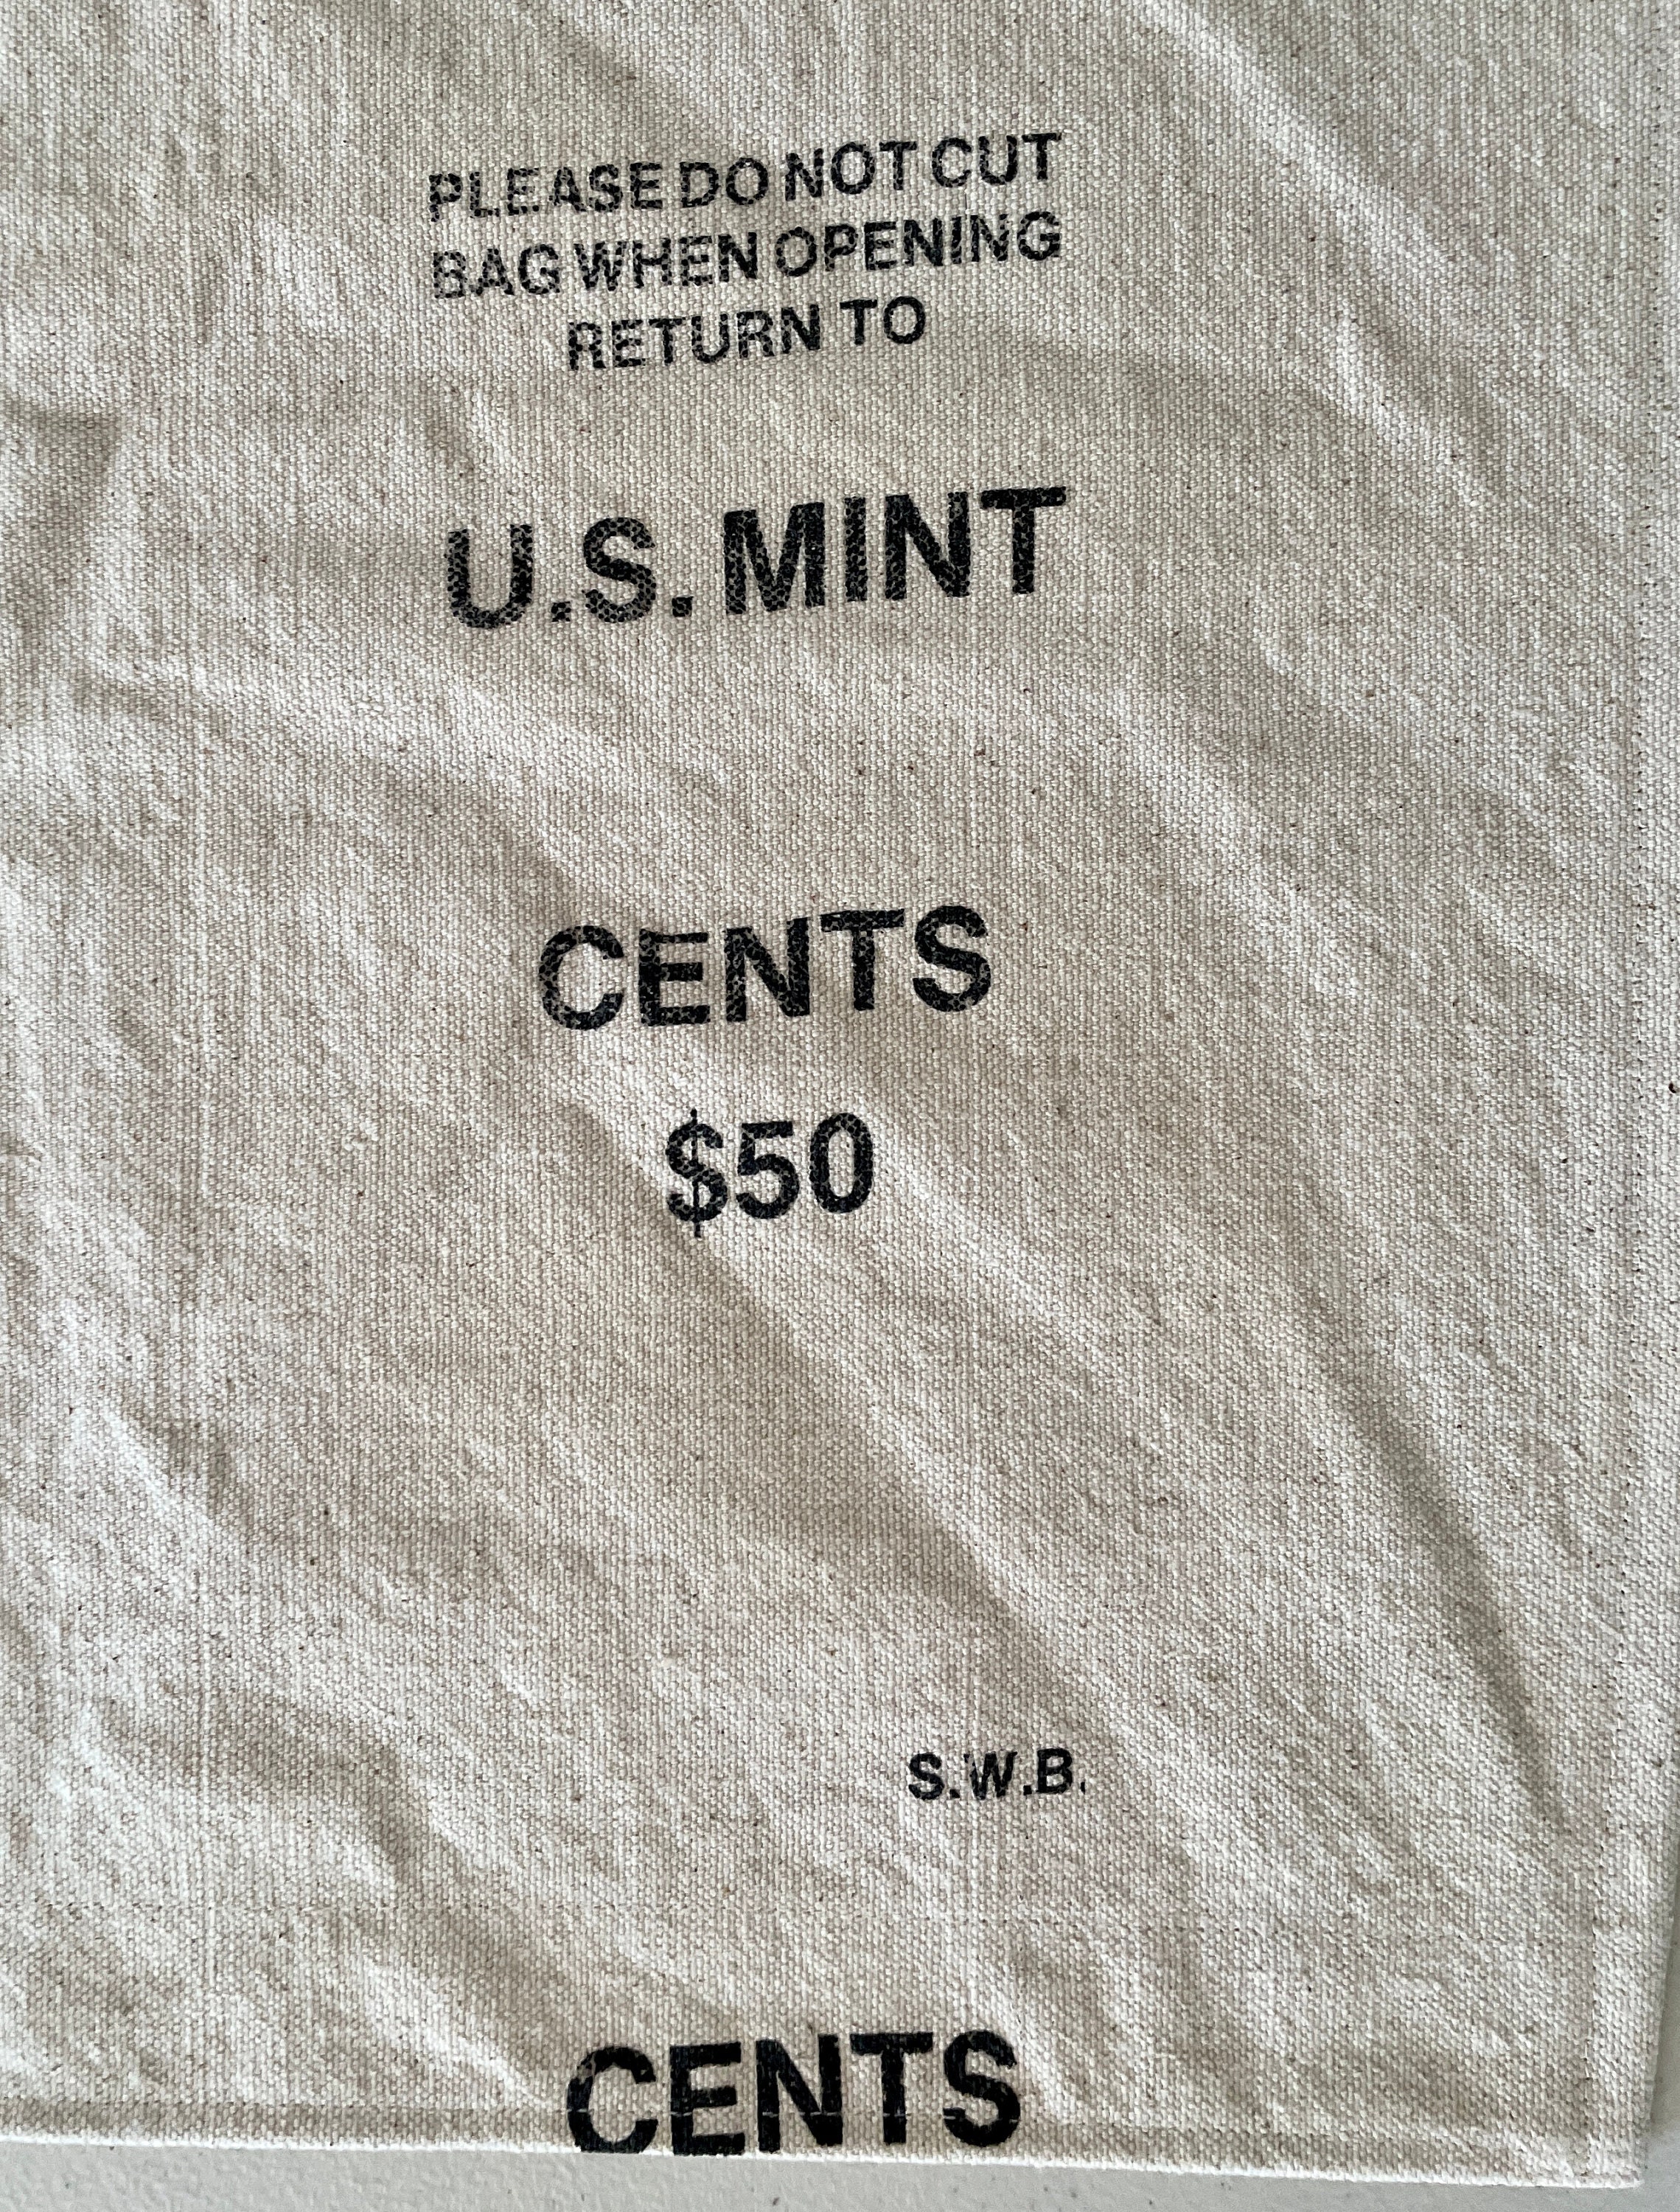 PLEASE DO NOT CUT
BAG WHEN OPENING
RETURN TO
U.S. MINT
CENTS
$50
S.W.B.
CENTS